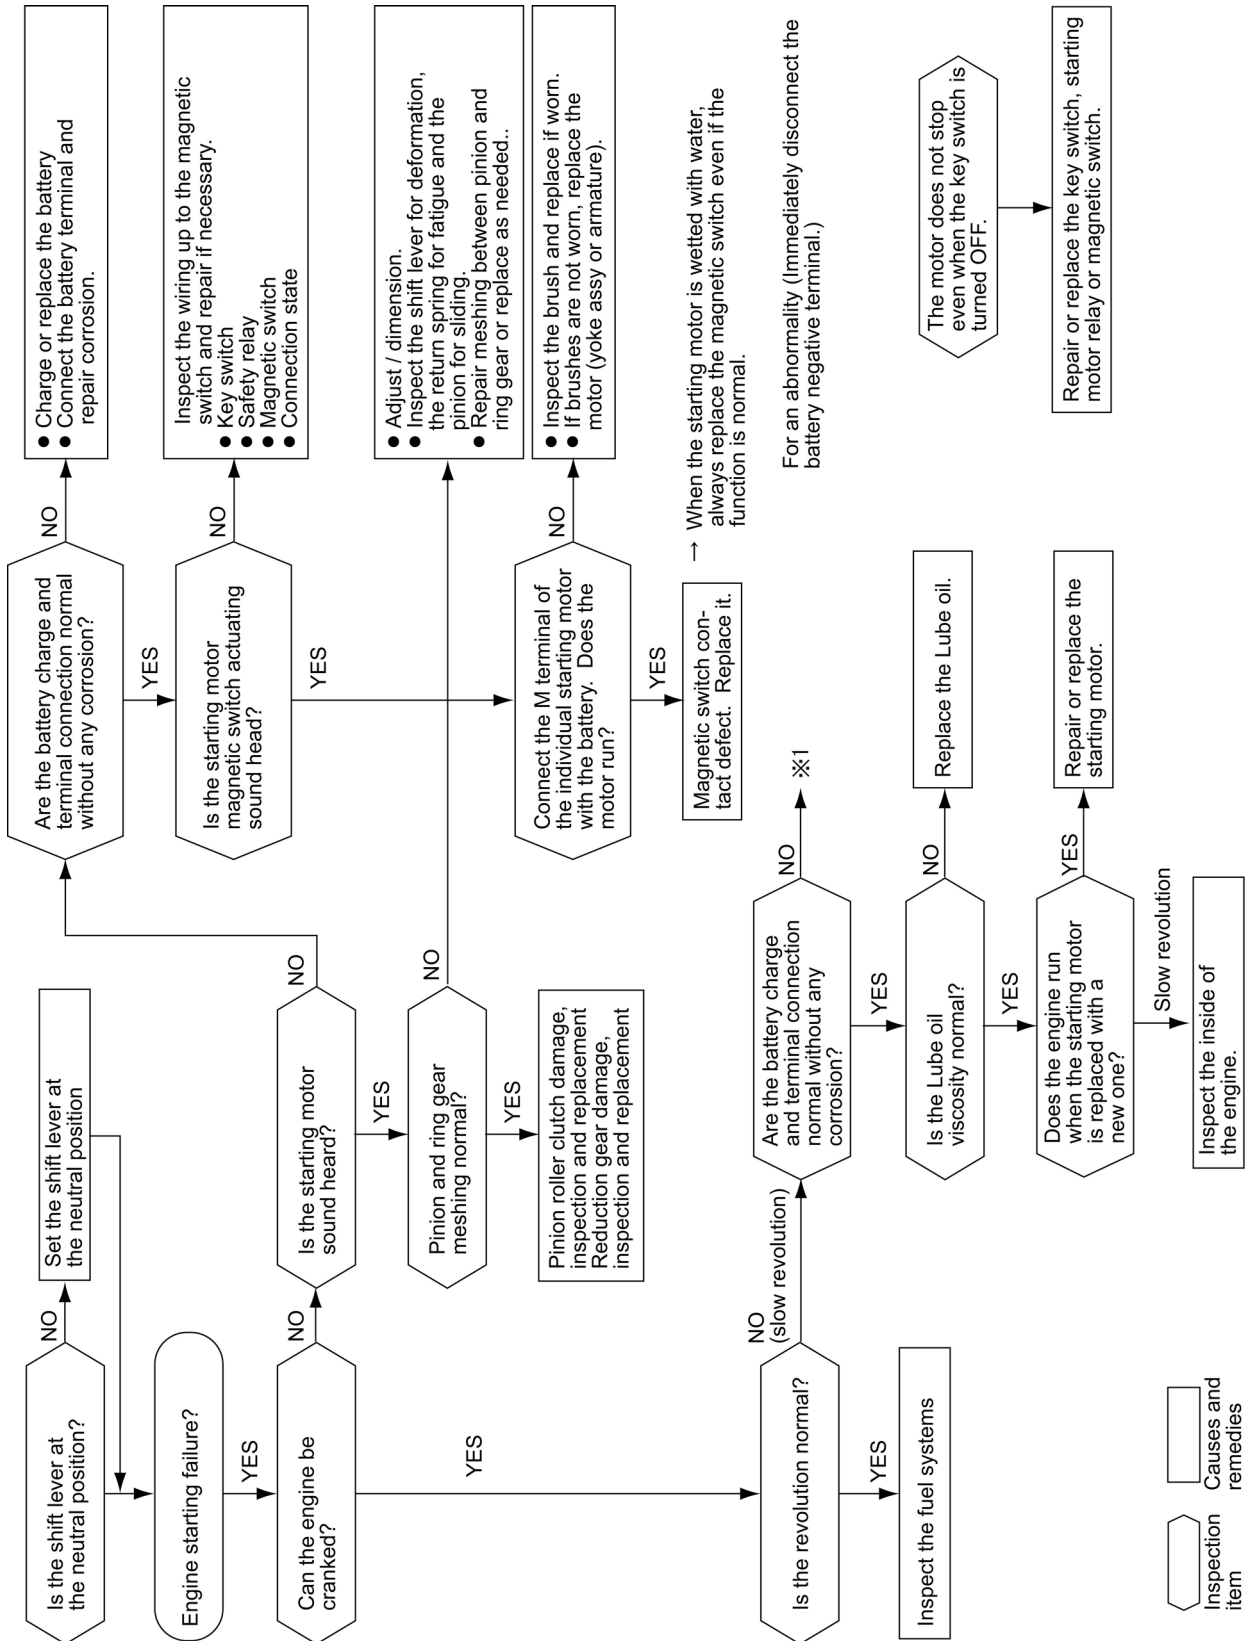 Is the shift lever at
the neutral position?
NO
Set the shift lever at
the neutral position
Engine starting failure?
YES
Can the engine be
cranked?
NO
Is the starting motor
sound heard?
NO
Are the battery charge and
terminal connection normal
without any corrosion?
NO
● Charge or replace the battery
● Connect the battery terminal and
repair corrosion.
YES
Is the starting motor
magnetic switch actuating
sound head?
NO
Inspect the wiring up to the magnetic
switch and repair if necessary.
● Key switch
● Safety relay
● Magnetic switch
● Connection state
YES
YES
Pinion and ring gear
meshing normal?
NO
● Adjust / dimension.
● Inspect the shift lever for deformation,
the return spring for fatigue and the
pinion for sliding.
● Repair meshing between pinion and
ring gear or replace as needed..
YES
Pinion roller clutch damage,
inspection and replacement
Reduction gear damage,
inspection and replacement
Connect the M terminal of
the individual starting motor
with the battery. Does the
motor run?
NO
● Inspect the brush and replace if worn.
● If brushes are not worn, replace the
motor (yoke assy or armature).
YES
Magnetic switch con-
tact defect. Replace it.
→ When the starting motor is wetted with water,
always replace the magnetic switch even if the
function is normal.
YES
Is the revolution normal?
NO
(slow revolution)
Are the battery charge
and terminal connection
normal without any
corrosion?
NO
※1
For an abnormality (Immediately disconnect the
battery negative terminal.)
YES
Inspect the fuel systems
YES
Is the Lube oil
viscosity normal?
NO
Replace the Lube oil.
YES
Does the engine run
when the starting motor
is replaced with a
new one?
YES
Repair or replace the
starting motor.
Slow revolution
Inspect the inside of
the engine.
The motor does not stop
even when the key switch is
turned OFF.
Repair or replace the key switch, starting
motor relay or magnetic switch.
Inspection
item
Causes and
remedies